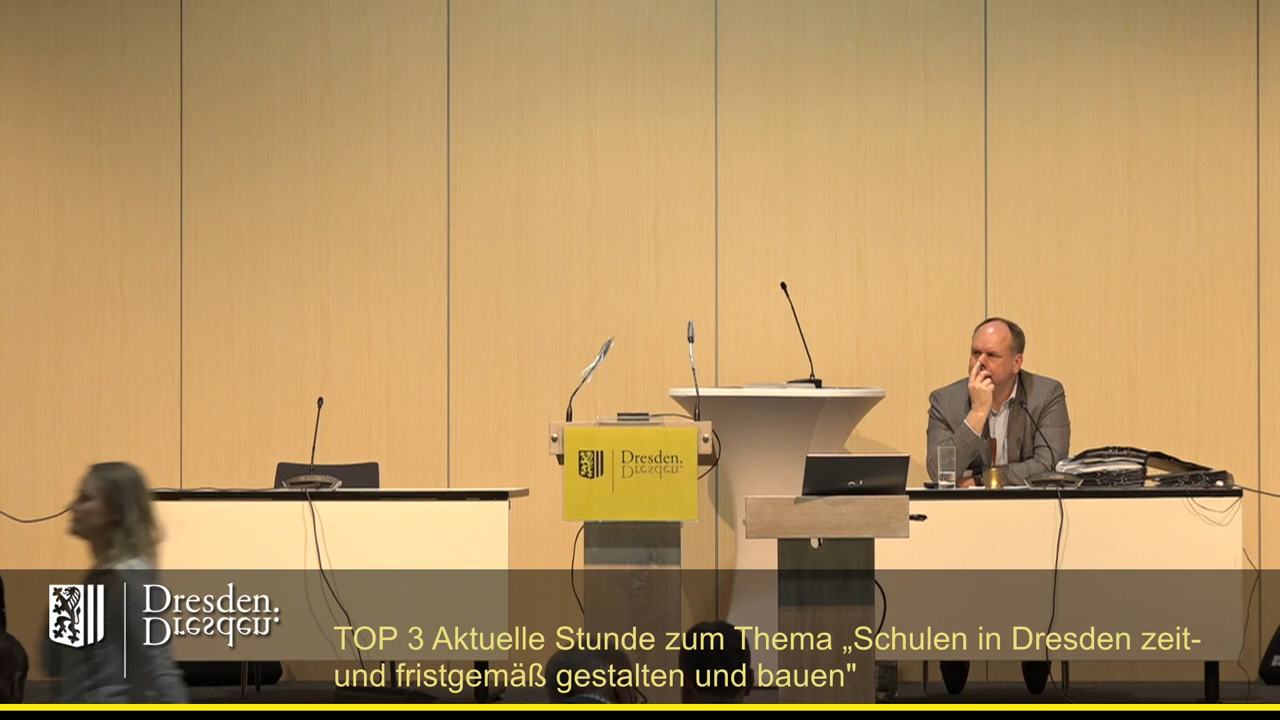 Dresden.
Dresden.
Dresden.
Dresden.
TOP 3 Aktuelle Stunde zum Thema „Schulen in Dresden zeit-
und fristgemäß gestalten und bauen"